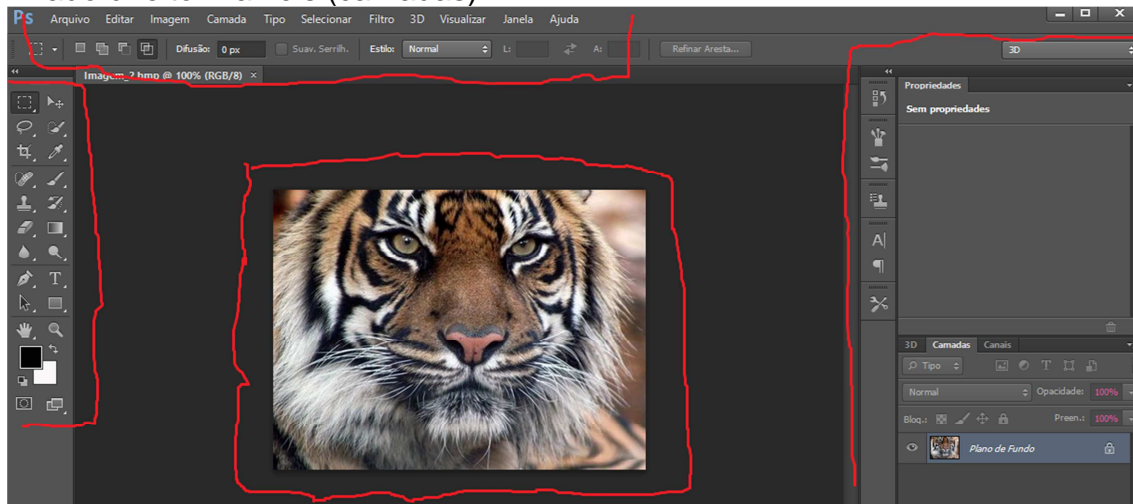 Ps Arquivo Editar Imagem Camada Tipo Selecionar Filtro 3D Visualizar Janela Ajuda
Difusão: 0 px Suav. Serrilh. Estilo: Normal L: A: Refinar Aresta... 3D
Imagem_2.bmp @ 100% (RGB/8) ×
Propriedades
Sem propriedades
3D Camadas Canais
Tipo
Normal Opacidade: 100%
Bloq.: Preen.: 100%
Plano de Fundo